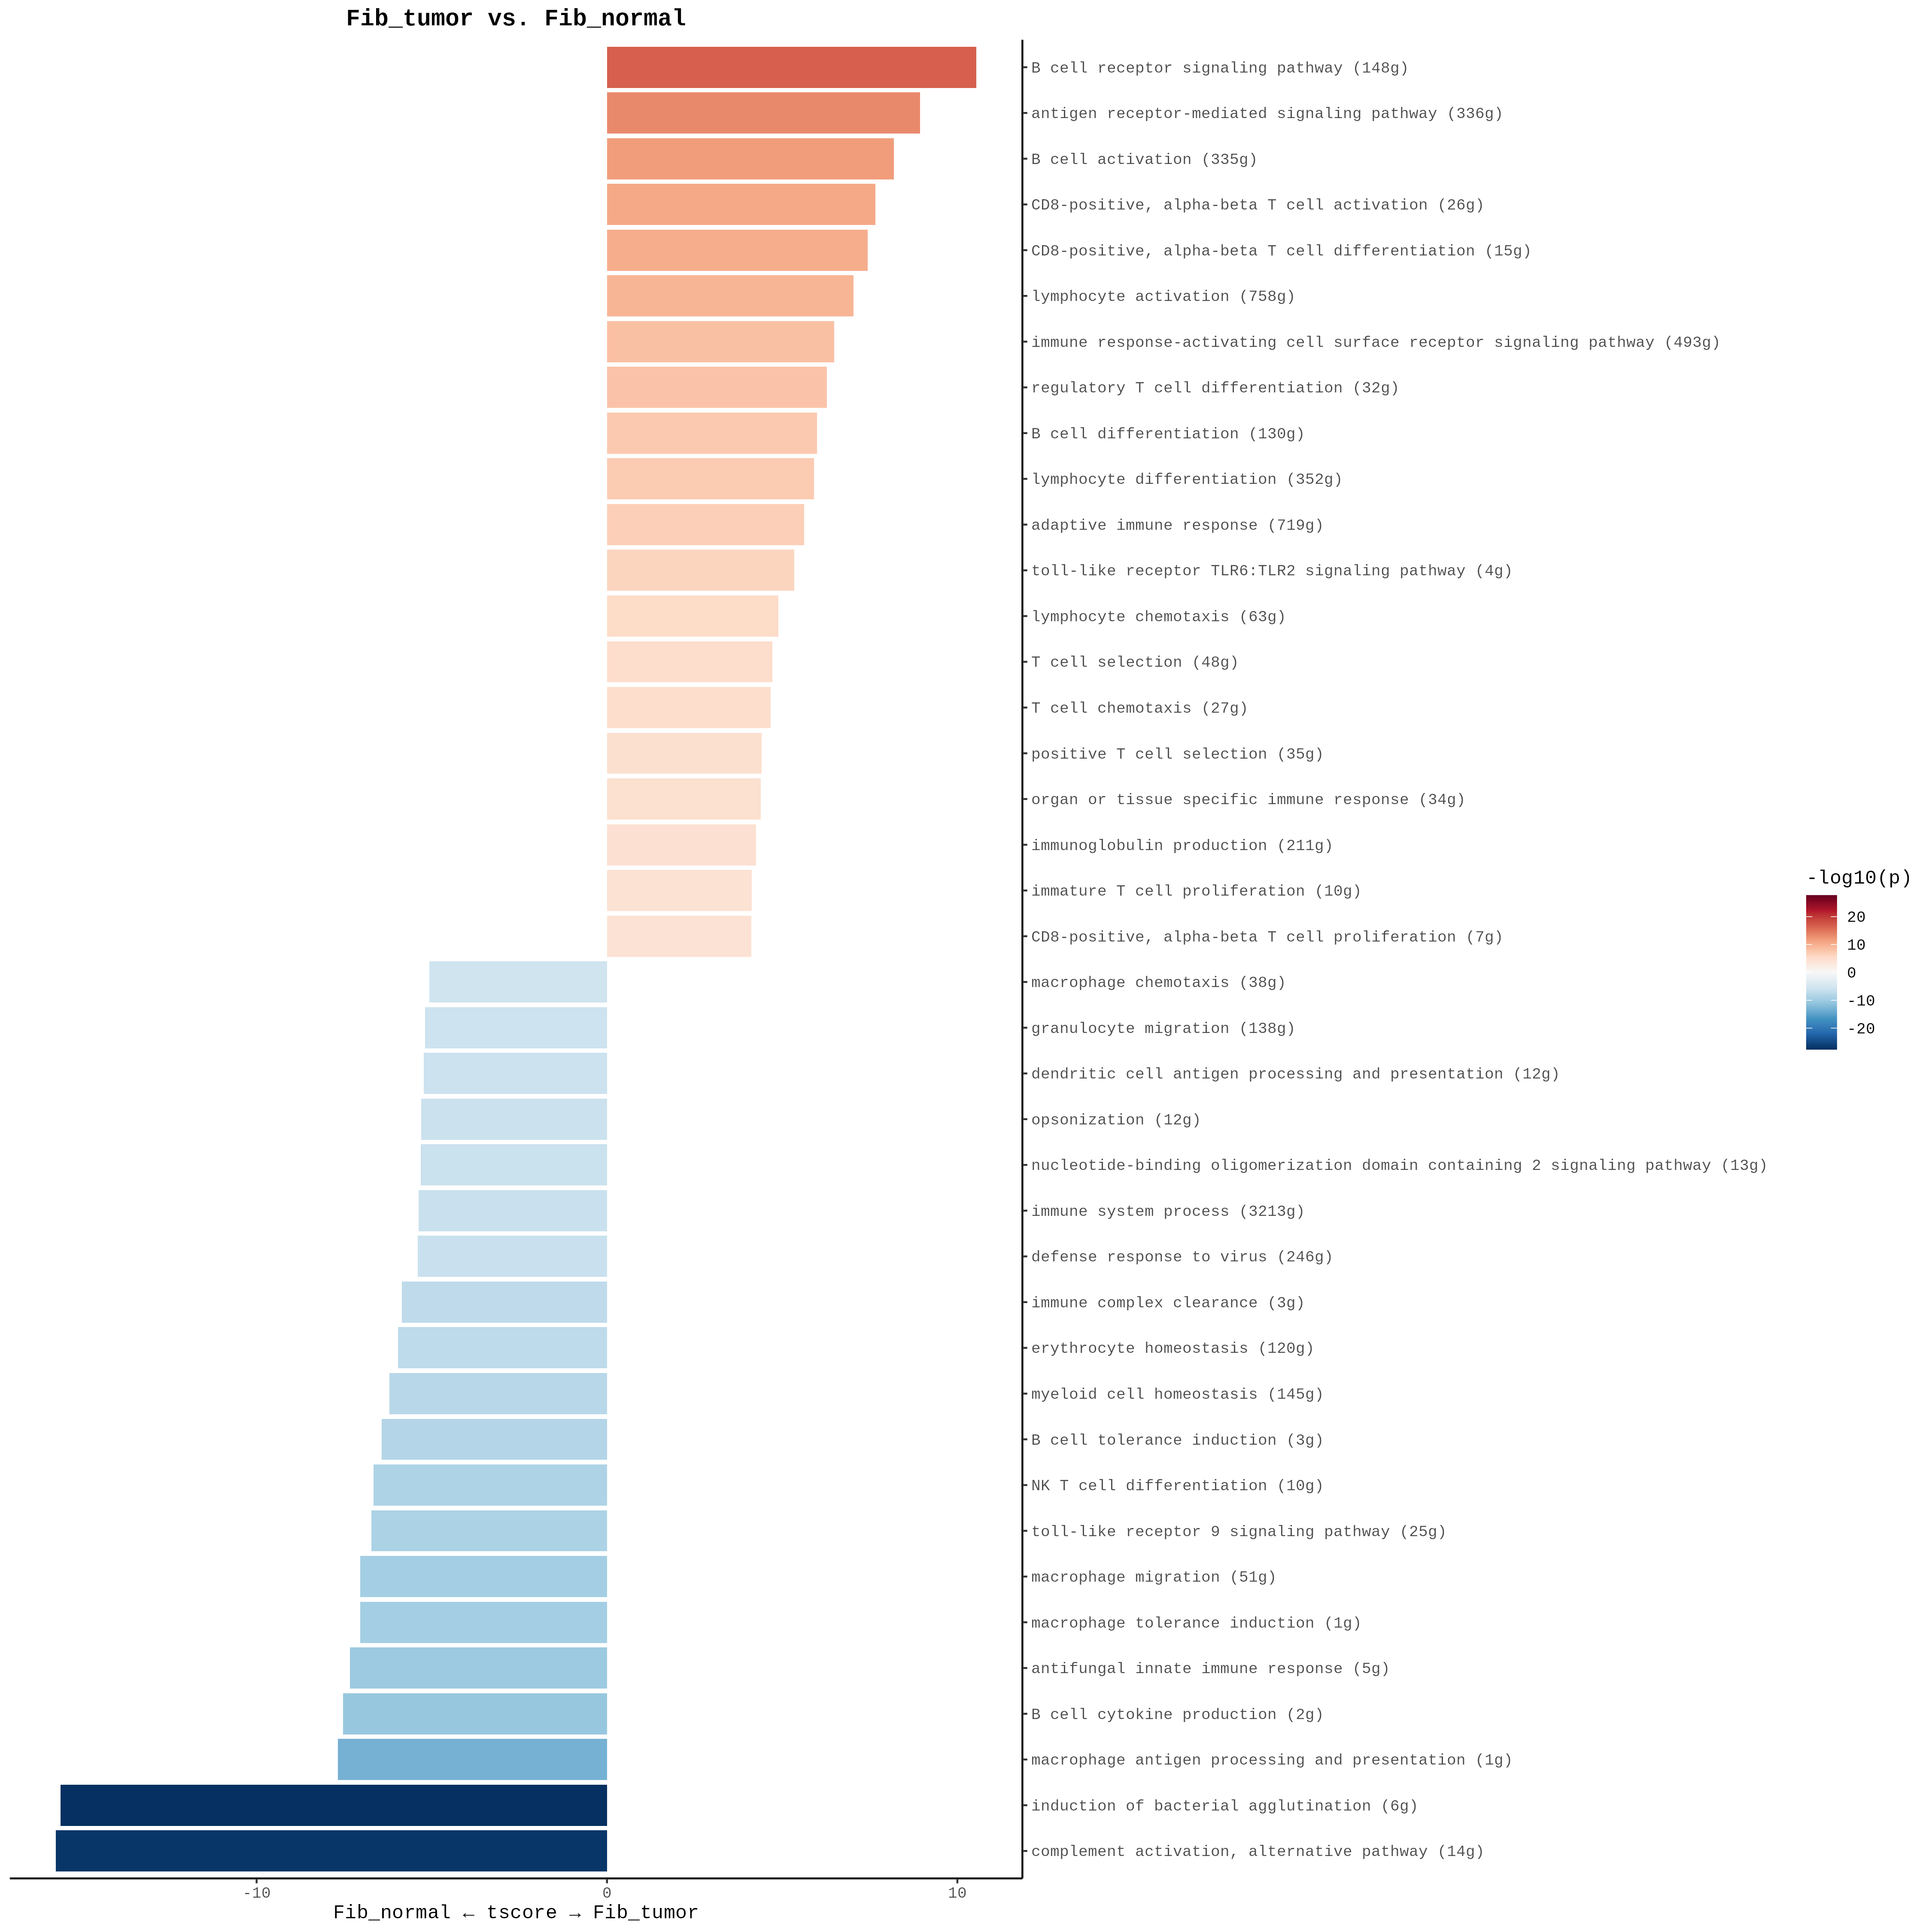 Fib_tumor vs. Fib_normal
B cell receptor signaling pathway (148g)
antigen receptor-mediated signaling pathway (336g)
B cell activation (335g)
CD8-positive, alpha-beta T cell activation (26g)
CD8-positive, alpha-beta T cell differentiation (15g)
lymphocyte activation (758g)
immune response-activating cell surface receptor signaling pathway (493g)
regulatory T cell differentiation (32g)
B cell differentiation (130g)
lymphocyte differentiation (352g)
adaptive immune response (719g)
toll-like receptor TLR6:TLR2 signaling pathway (4g)
lymphocyte chemotaxis (63g)
T cell selection (48g)
T cell chemotaxis (27g)
positive T cell selection (35g)
organ or tissue specific immune response (34g)
immunoglobulin production (211g)
immature T cell proliferation (10g)
CD8-positive, alpha-beta T cell proliferation (7g)
macrophage chemotaxis (38g)
granulocyte migration (138g)
dendritic cell antigen processing and presentation (12g)
opsonization (12g)
nucleotide-binding oligomerization domain containing 2 signaling pathway (13g)
immune system process (3213g)
defense response to virus (246g)
immune complex clearance (3g)
erythrocyte homeostasis (120g)
myeloid cell homeostasis (145g)
B cell tolerance induction (3g)
NK T cell differentiation (10g)
toll-like receptor 9 signaling pathway (25g)
macrophage migration (51g)
macrophage tolerance induction (1g)
antifungal innate immune response (5g)
B cell cytokine production (2g)
macrophage antigen processing and presentation (1g)
induction of bacterial agglutination (6g)
complement activation, alternative pathway (14g)
-10 0 10
Fib_normal ← tscore → Fib_tumor
-log10(p)
20
10
0
-10
-20